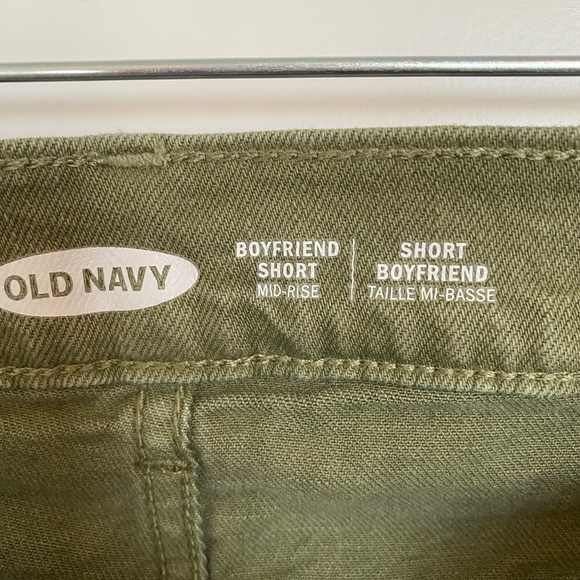 OLD NAVY
BOYFRIEND
SHORT
MID-RISE
SHORT
BOYFRIEND
TAILLE MI-BASSE